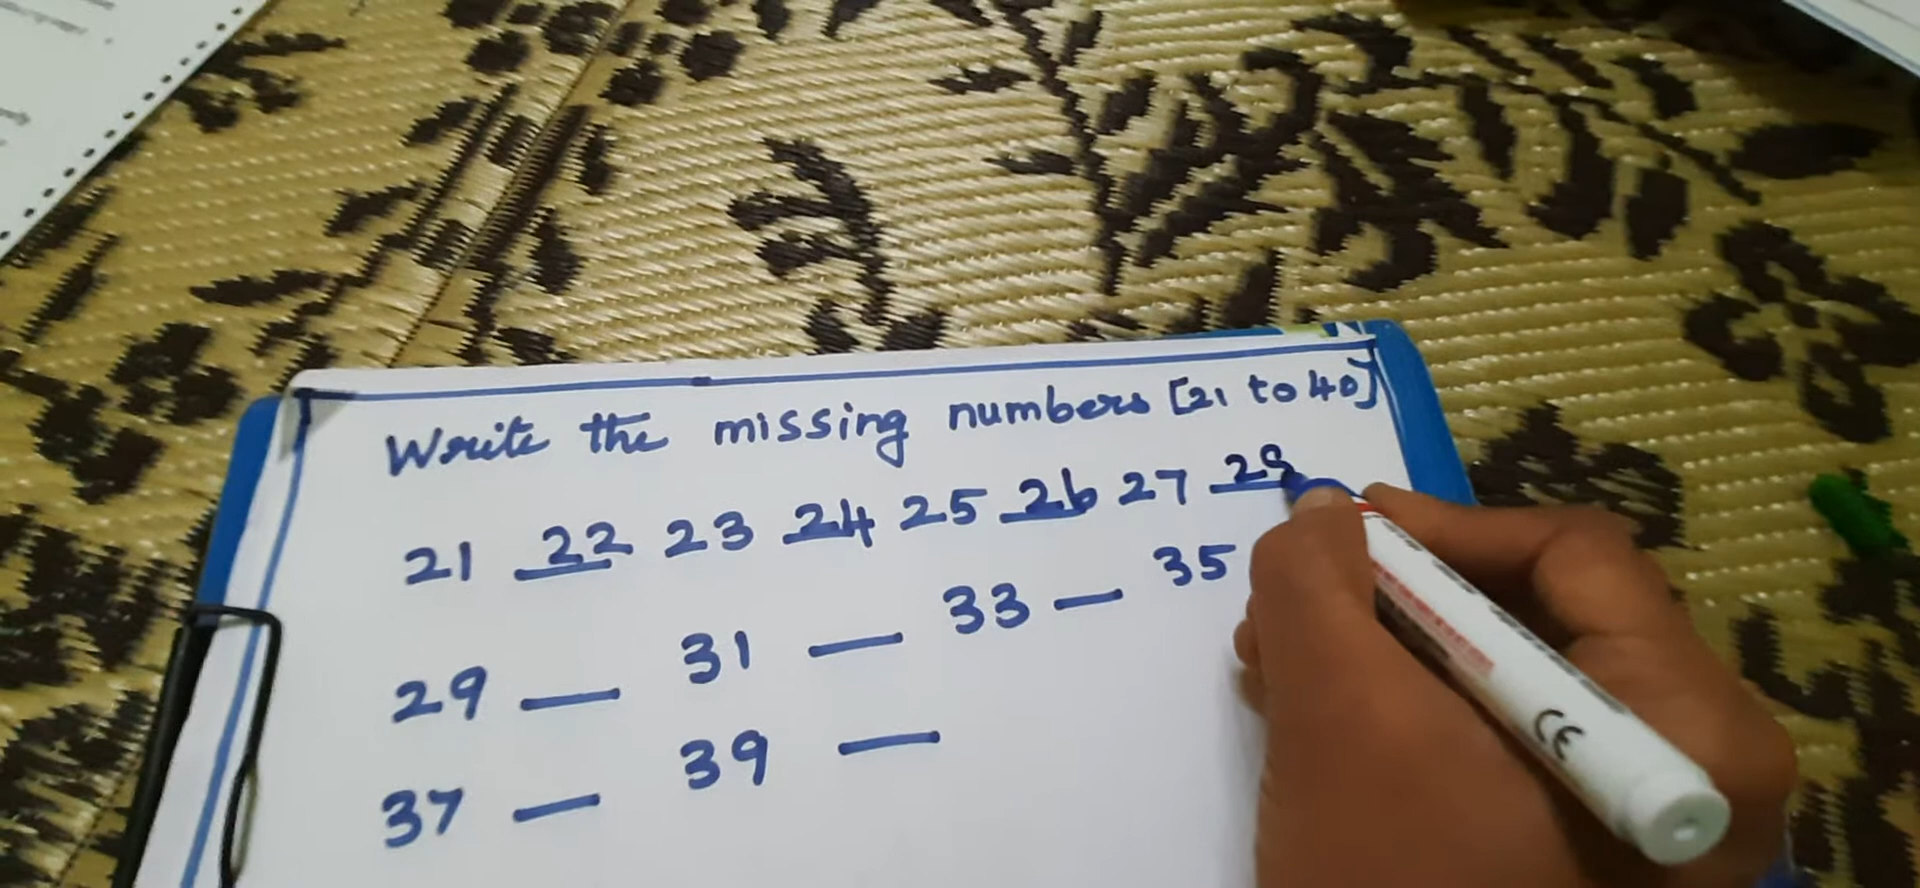 Write the missing numbers [21 to 40]
21 22 23 24 25 26 27 28
29 — 31 — 33 — 35
37 — 39 —
CE